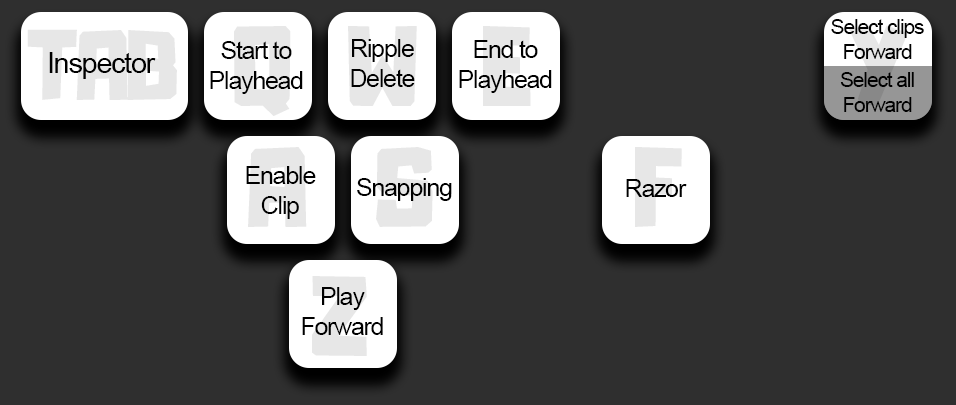 TAB
Inspector
Q
Start to
Playhead
W
Ripple
Delete
E
End to
Playhead
Y
Select clips
Forward
Select all
Forward
A
Enable
Clip
S
Snapping
F
Razor
Z
Play
Forward